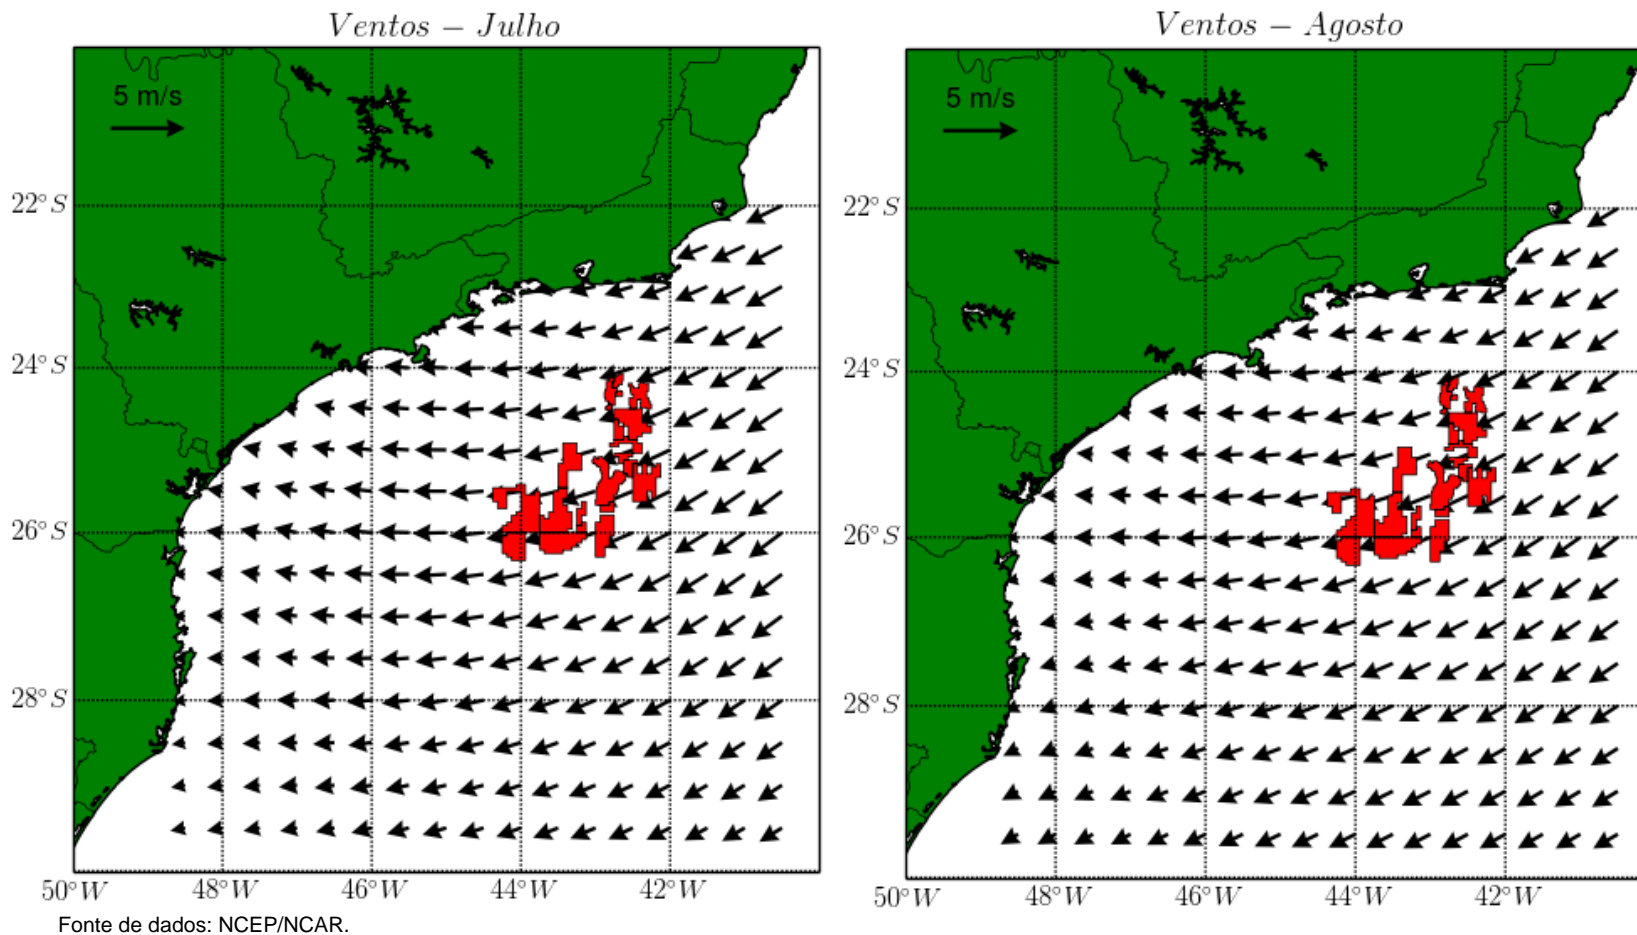 Ventos – Julho
5 m/s
22° S
24° S
26° S
28° S
50°W 48°W 46°W 44°W 42°W
Ventos – Agosto
5 m/s
22° S
24° S
26° S
28° S
50°W 48°W 46°W 44°W 42°W
Fonte de dados: NCEP/NCAR.